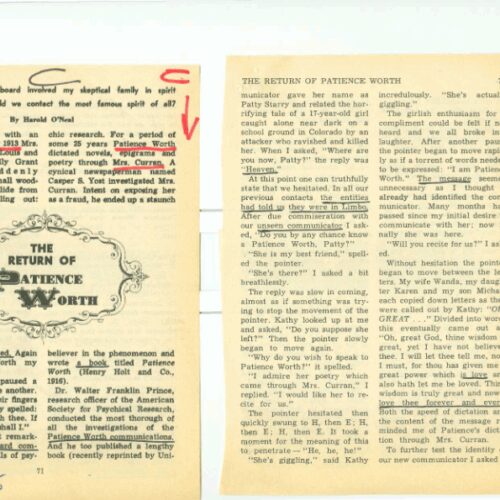 board involved my skeptical family in spirit
ld we contact the most famous spirit of all?
By Harold O'Neal
with an
1913 Mrs.
Louis and
ily Grant
ddenly
small wood-
lide from
ling out:
chic research. For a period of
some 25 years Patience Worth
dictated novels, epigrams and
poetry through Mrs. Curran. A
cynical newspaperman named
Casper S. Yost investigated Mrs.
Curran. Intent on exposing her
as a fraud, he ended up a staunch
THE
RETURN OF
PATIENCE
WORTH
ed. Again
orth my
paused a
another.
ir fingers
y spelled:
ith thee. If
t with all
t remark-
ard com-
ls of psy-
believer in the phenomenon and
wrote a book titled Patience
Worth (Henry Holt and Co.,
1916).
Dr. Walter Franklin Prince,
research officer of the American
Society for Psychical Research,
conducted the most thorough of
all the investigations of the
Patience Worth communications.
And he too published a lengthy
book (recently reprinted by Uni-
71
THE RETURN OF PATIENCE WORTH
municator gave her name as
Patty Starry and related the hor-
rifying tale of a 17-year-old girl
caught alone near dark on a
school ground in Colorado by an
attacker who ravished and killed
her. When I asked, "Where are
you now, Patty?" the reply was
"Heaven."
At this point one can truthfully
state that we hesitated. In all our
previous contacts the entities
had told us they were in Limbo.
After due commiseration with
our unseen communicator I ask-
ed, "Do you by any chance know
a Patience Worth, Patty?"
"She is my best friend," spell-
ed the pointer.
"She's there?" I asked a bit
breathlessly.
The reply was slow in coming,
almost as if something was try-
ing to stop the movement of the
pointer. Kathy looked up at me
and asked, "Do you suppose she
left?" Then the pointer slowly
began to move again.
"Why do you wish to speak to
Patience Worth?" it spelled.
"I admire her poetry which
came through Mrs. Curran," I
replied. "I would like her to re-
cite for us."
The pointer hesitated then
quickly swung to H, then E; H,
then E; H, then E. It took a
moment for the meaning of this
to penetrate -- "He, be, he!"
"She's giggling," said Kathy
incredulously. "She's actua
giggling."
The girlish enthusiasm for
compliment could be felt if n
heard and we all broke in
laughter. After another pau
the pointer began to move rapid
ly as if a torrent of words need
to be expressed: "I am Patien
Worth." The message seem
unnecessary as I thought
already had identified the co
municator. Many months ha
passed since my initial desire
communicate with her; now
nally she was here.
"Will you recite for us?" I as
ed.
Without hesitation the pointer
began to move between the le
ters. My wife Wanda, my daugh
ter Karen and my son Michae
each copied down letters as the
were called out by Kathy: "OH
GREAT . . ." Divided into wor
this eventually came out a
"Oh, great God, thine wisdom
great, yet I have not believe
thee. I will let thee tell me, no
I must, for thou has given me
great power which is love a
also hath let me be loved. Thi
wisdom is truly great and now
love thee forever and ever
Both the speed of dictation an
the content of the message r
minded me of Patience's dicta
tion through Mrs. Curran.
To further test the identity
our new communicator I asked